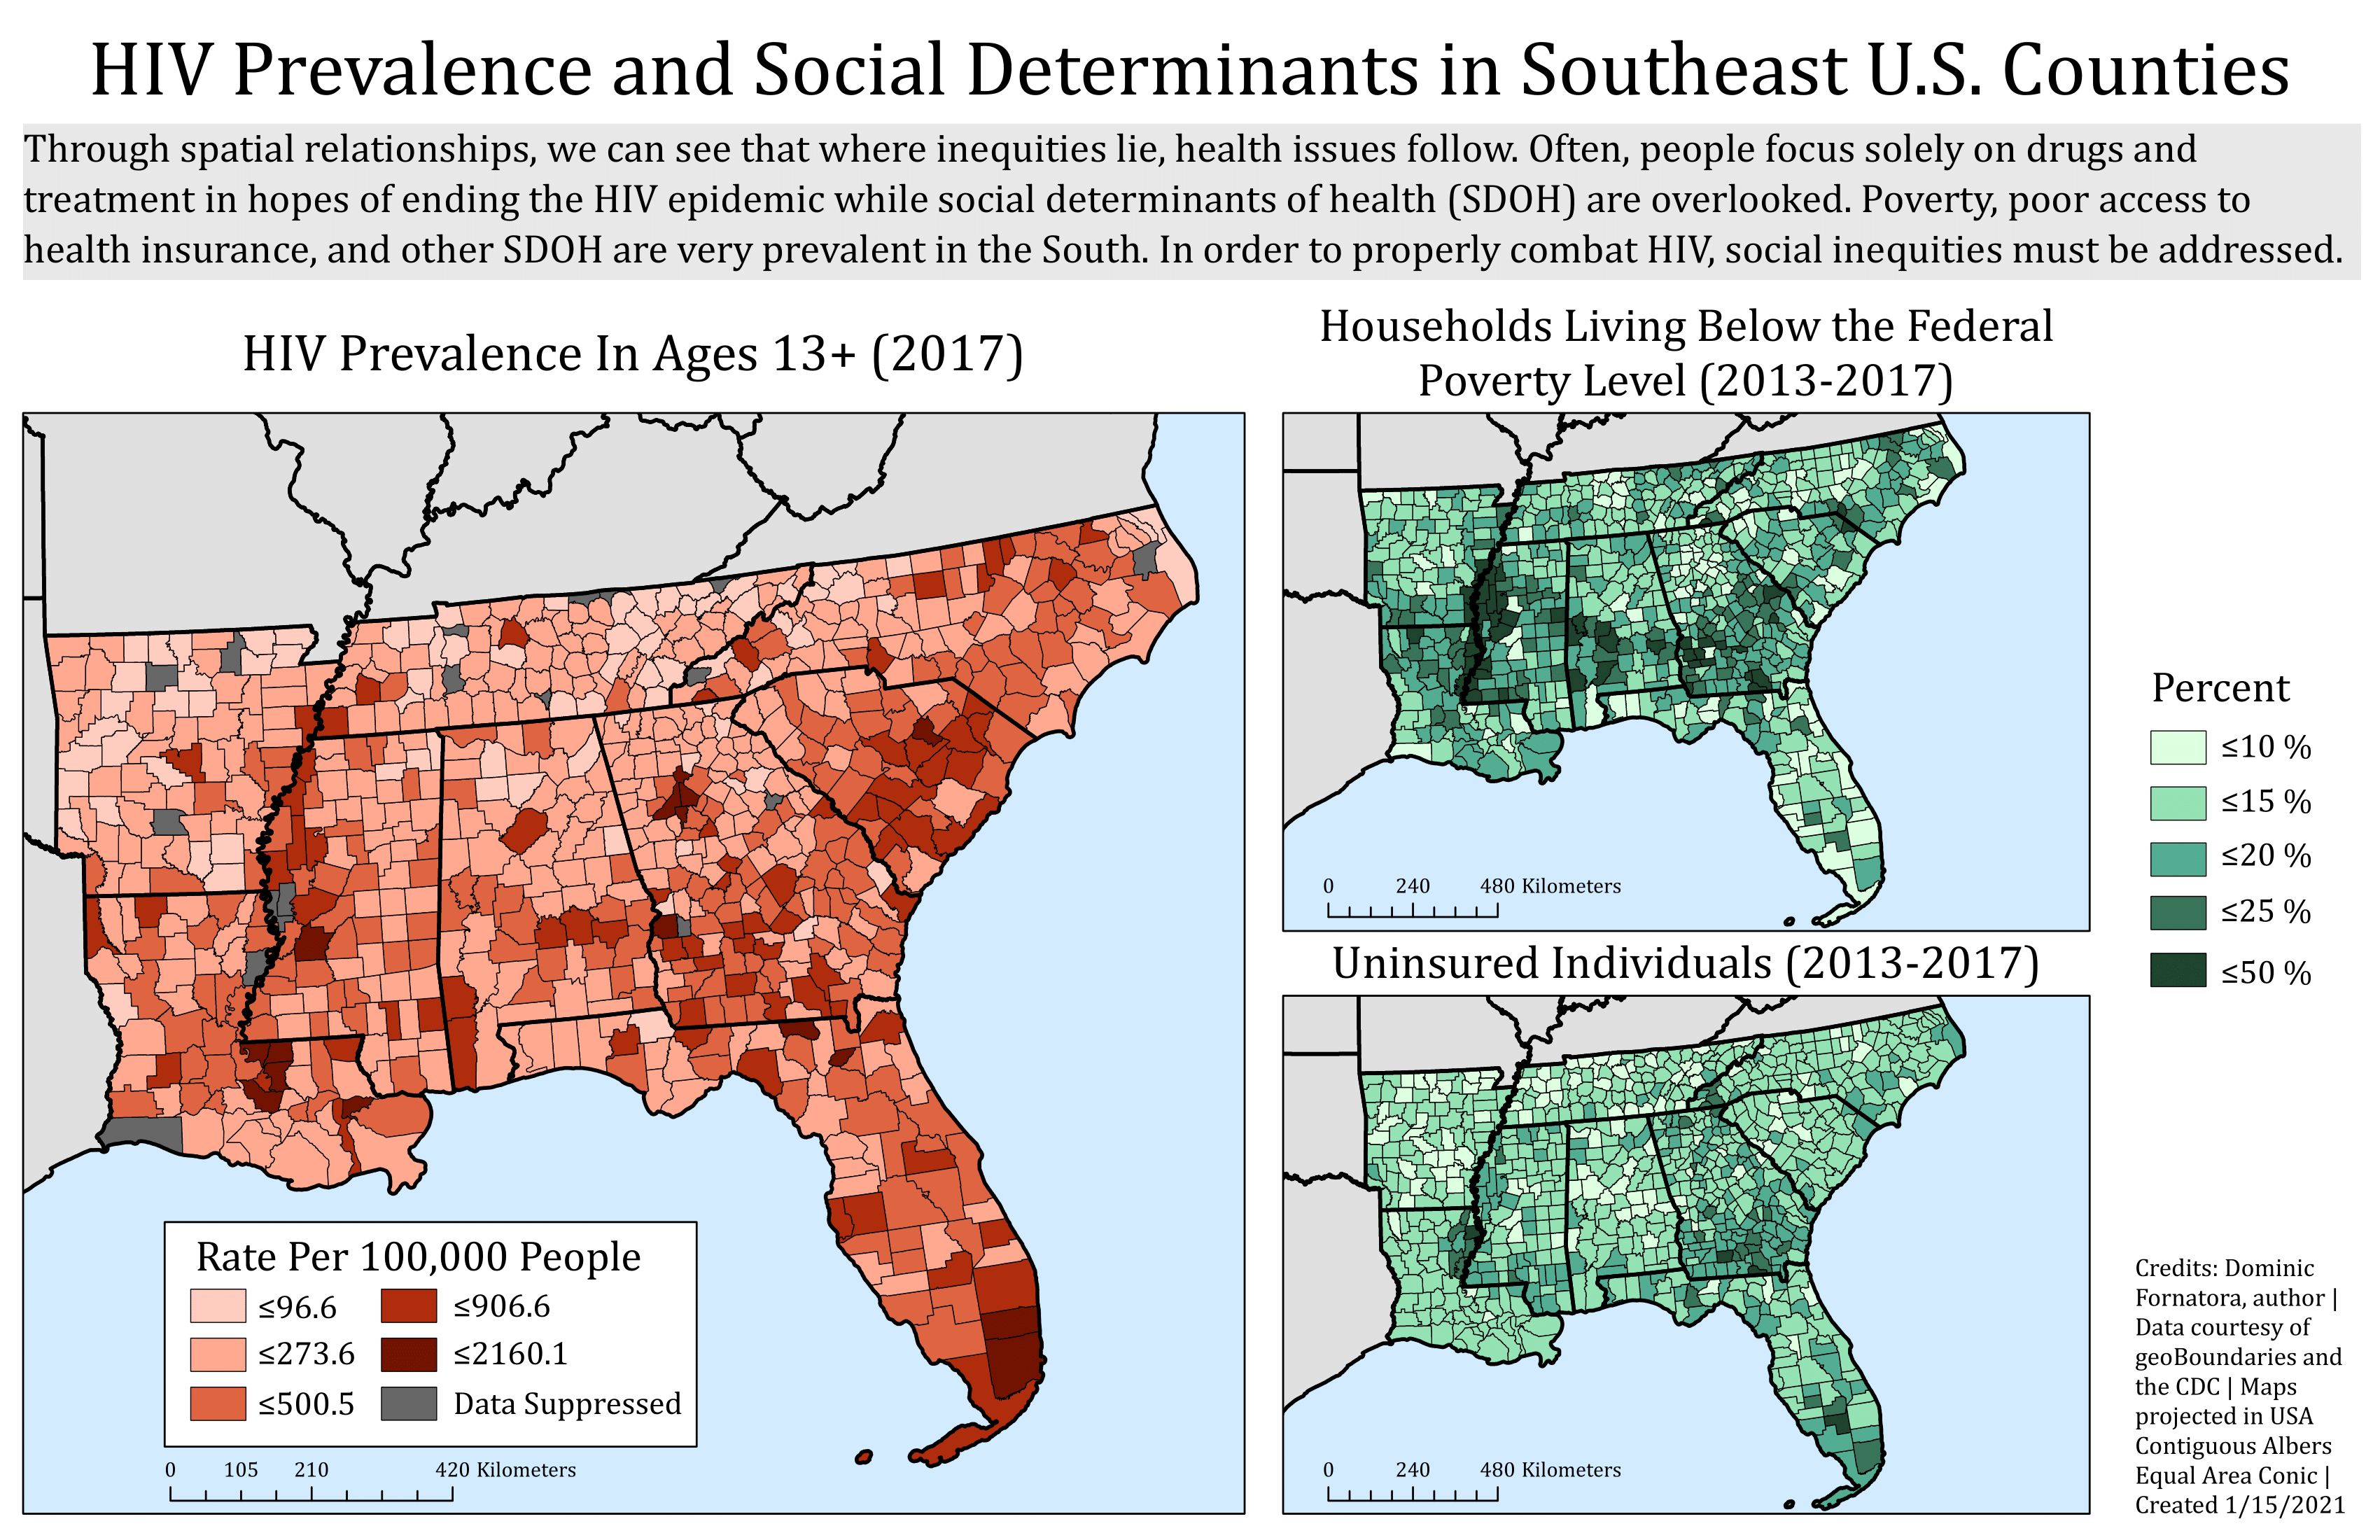 HIV Prevalence and Social Determinants in Southeast U.S. Counties
Through spatial relationships, we can see that where inequities lie, health issues follow. Often, people focus solely on drugs and
treatment in hopes of ending the HIV epidemic while social determinants of health (SDOH) are overlooked. Poverty, poor access to
health insurance, and other SDOH are very prevalent in the South. In order to properly combat HIV, social inequities must be addressed.
HIV Prevalence In Ages 13+ (2017)
Rate Per 100,000 People
≤96.6
≤273.6
≤500.5
≤906.6
≤2160.1
Data Suppressed
0 105 210 420 Kilometers
Households Living Below the Federal
Poverty Level (2013-2017)
0 240 480 Kilometers
Uninsured Individuals (2013-2017)
0 240 480 Kilometers
Percent
≤10 %
≤15 %
≤20 %
≤25 %
≤50 %
Credits: Dominic
Fornatora, author |
Data courtesy of
geoBoundaries and
the CDC | Maps
projected in USA
Contiguous Albers
Equal Area Conic |
Created 1/15/2021